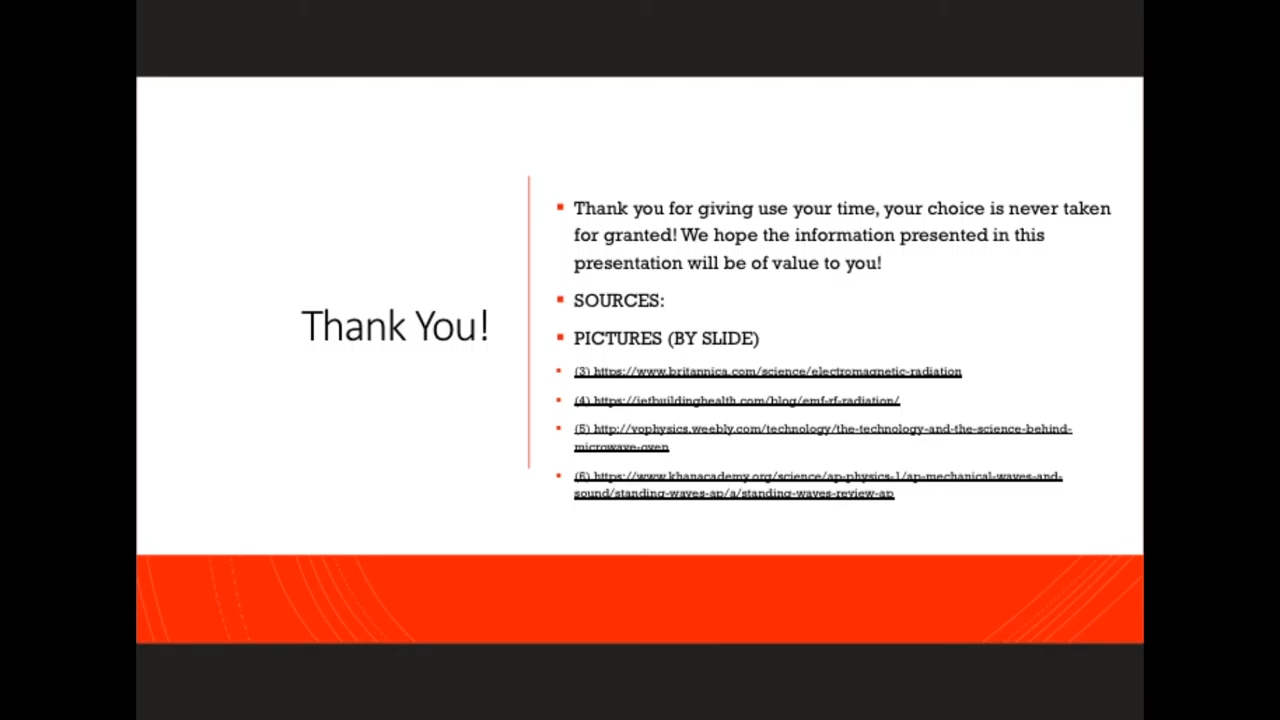 Thank You!
Thank you for giving use your time, your choice is never taken
for granted! We hope the information presented in this
presentation will be of value to you!
SOURCES:
PICTURES (BY SLIDE)
(3) https://www.britannica.com/science/electromagnetic-radiation
(4) https://ietbuildinghealth.com/blog/emf-rf-radiation/
(5) http://vophysics.weebly.com/technology/the-technology-and-the-science-behind-
microwave-oven
(6) https://www.khanacademy.org/science/ap-physics-1/ap-mechanical-waves-and-
sound/standing-waves-ap/a/standing-waves-review-ap